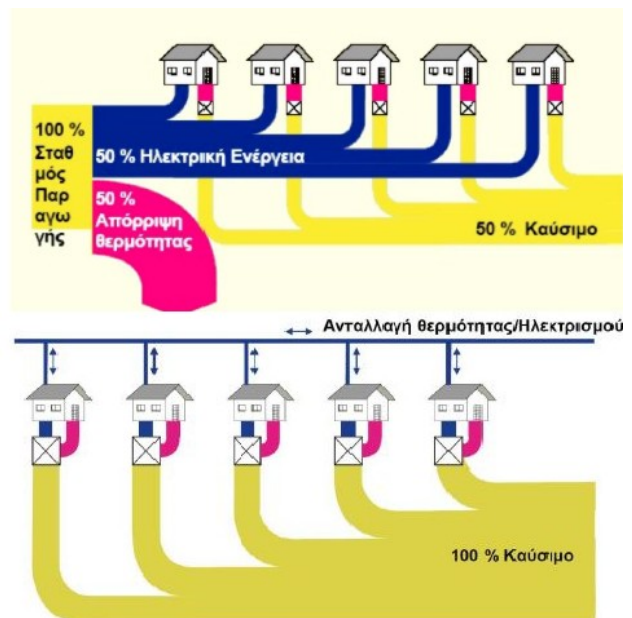 100 %
Σταθ
μός
Παρ
αγω
γής
50 % Ηλεκτρική Ενέργεια
50 %
Απόρριψη
θερμότητας
50 % Καύσιμο
Ανταλλαγή θερμότητας/Ηλεκτρισμού
100 % Καύσιμο